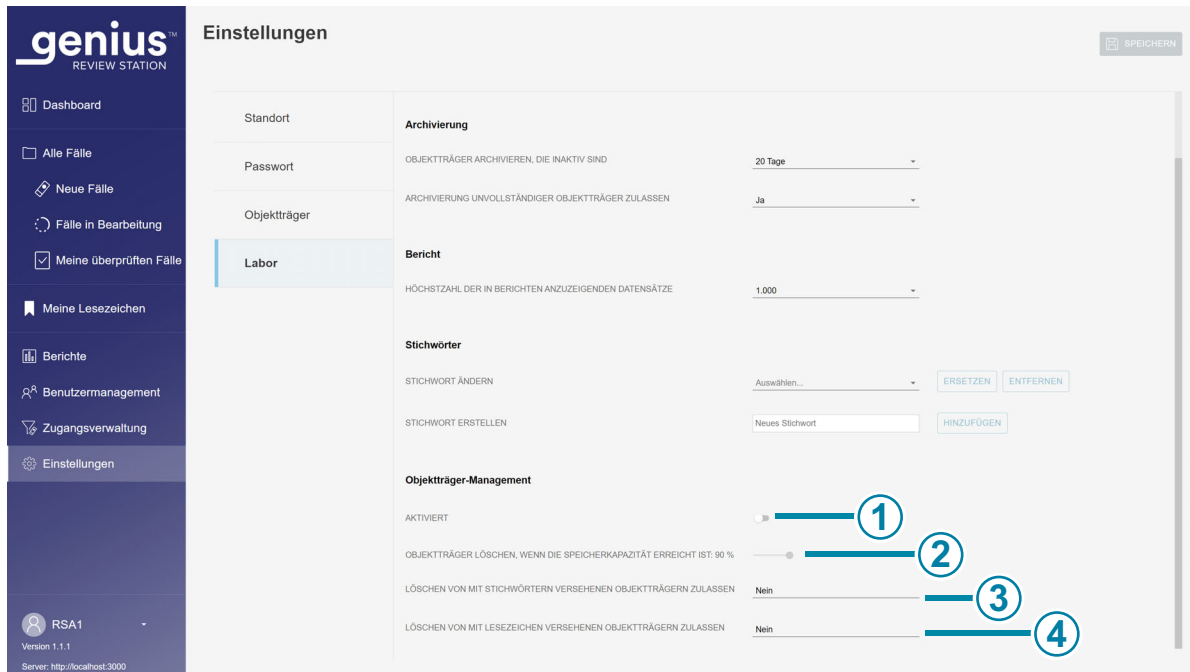 genius™
REVIEW STATION
Dashboard
Alle Fälle
Neue Fälle
Fälle in Bearbeitung
Meine überprüften Fälle
Meine Lesezeichen
Berichte
Benutzermanagement
Zugangsverwaltung
Einstellungen
RSA1
Version 1.1.1
Server: http://localhost:3000
Einstellungen
SPEICHERN
Standort
Passwort
Objektträger
Labor
Archivierung
OBJEKTTRÄGER ARCHIVIEREN, DIE INAKTIV SIND 20 Tage
ARCHIVIERUNG UNVOLLSTÄNDIGER OBJEKTTRÄGER ZULASSEN Ja
Bericht
HÖCHSTZAHL DER IN BERICHTEN ANZUZEIGENDEN DATENSÄTZE 1.000
Stichwörter
STICHWORT ÄNDERN Auswählen... ERSETZEN ENTFERNEN
STICHWORT ERSTELLEN Neues Stichwort HINZUFÜGEN
Objektträger-Management
AKTIVIERT 1
OBJEKTTRÄGER LÖSCHEN, WENN DIE SPEICHERKAPAZITÄT ERREICHT IST: 90 % 2
LÖSCHEN VON MIT STICHWÖRTERN VERSEHENEN OBJEKTTRÄGERN ZULASSEN Nein 3
LÖSCHEN VON MIT LESEZEICHEN VERSEHENEN OBJEKTTRÄGERN ZULASSEN Nein 4